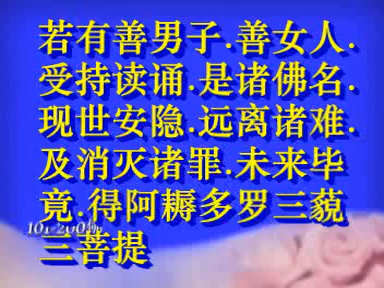 若有善男子.善女人.
受持读诵.是诸佛名.
现世安隐.远离诸难.
及消灭诸罪.未来毕
竟.得阿耨多罗三藐
三菩提